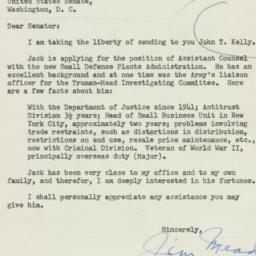 United States Senate,
Washington, D. C.
Dear Senator:
I am taking the liberty of sending to you John T. Kelly.
Jack is applying for the position of Assistant Counsel
with the new Small Defense Plants Administration. He has an
excellent background and at one time was the Army's liaison
officer for the Truman-Mead Investigating Committee. Here
are a few facts about him:
With the Department of Justice since 1941; Antitrust
Division 3½ years; Head of Small Business Unit in New
York City, approximately two years; problems involving
trade restraints, such as distortions in distribution,
restrictions on end use, resale price maintenance, etc.,
now with Criminal Division. Veteran of World War II,
principally overseas duty (Major).
Jack has been very close to my office and to my own
family, and therefor, I am deeply interested in his fortunes.
I shall personally appreciate any assistance you may
give him.
Sincerely,
Jim Mead